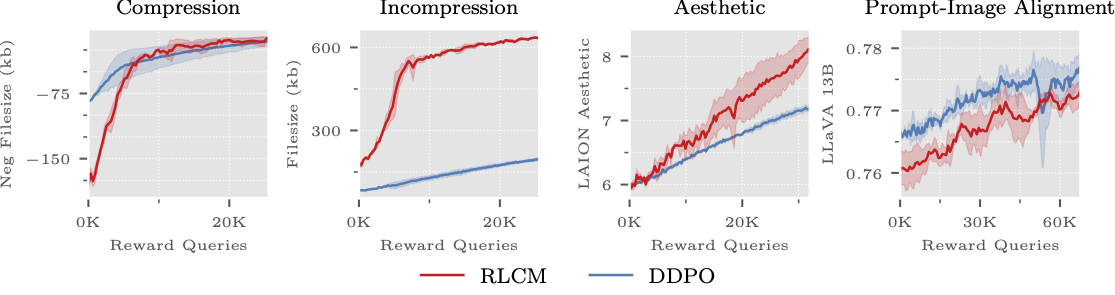 Compression
Neg Filesize (kb)
−75
−150
0K
20K
Reward Queries
Incompression
Filesize (kb)
600
300
0K
20K
Reward Queries
Aesthetic
LAION Aesthetic
8
7
6
0K
20K
Reward Queries
Prompt-Image Alignment
LLaVA 13B
0.78
0.77
0.76
0K
30K
60K
Reward Queries
RLCM
DDPO